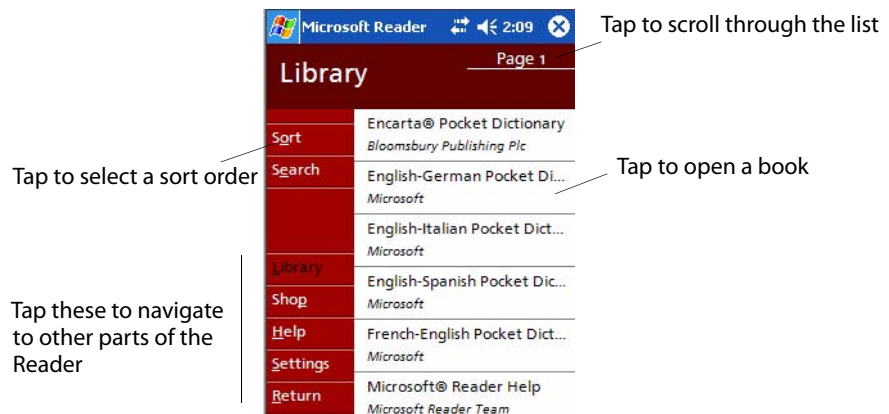 Microsoft Reader 2:09
Tap to scroll through the list
Library
Page 1
Sort
Search
Tap to select a sort order
Encarta® Pocket Dictionary
Bloomsbury Publishing Plc
English-German Pocket Di...
Microsoft
Tap to open a book
English-Italian Pocket Dict...
Microsoft
English-Spanish Pocket Dic...
Microsoft
French-English Pocket Dict...
Microsoft
Microsoft® Reader Help
Microsoft Reader Team
Library
Shop
Help
Settings
Return
Tap these to navigate
to other parts of the
Reader